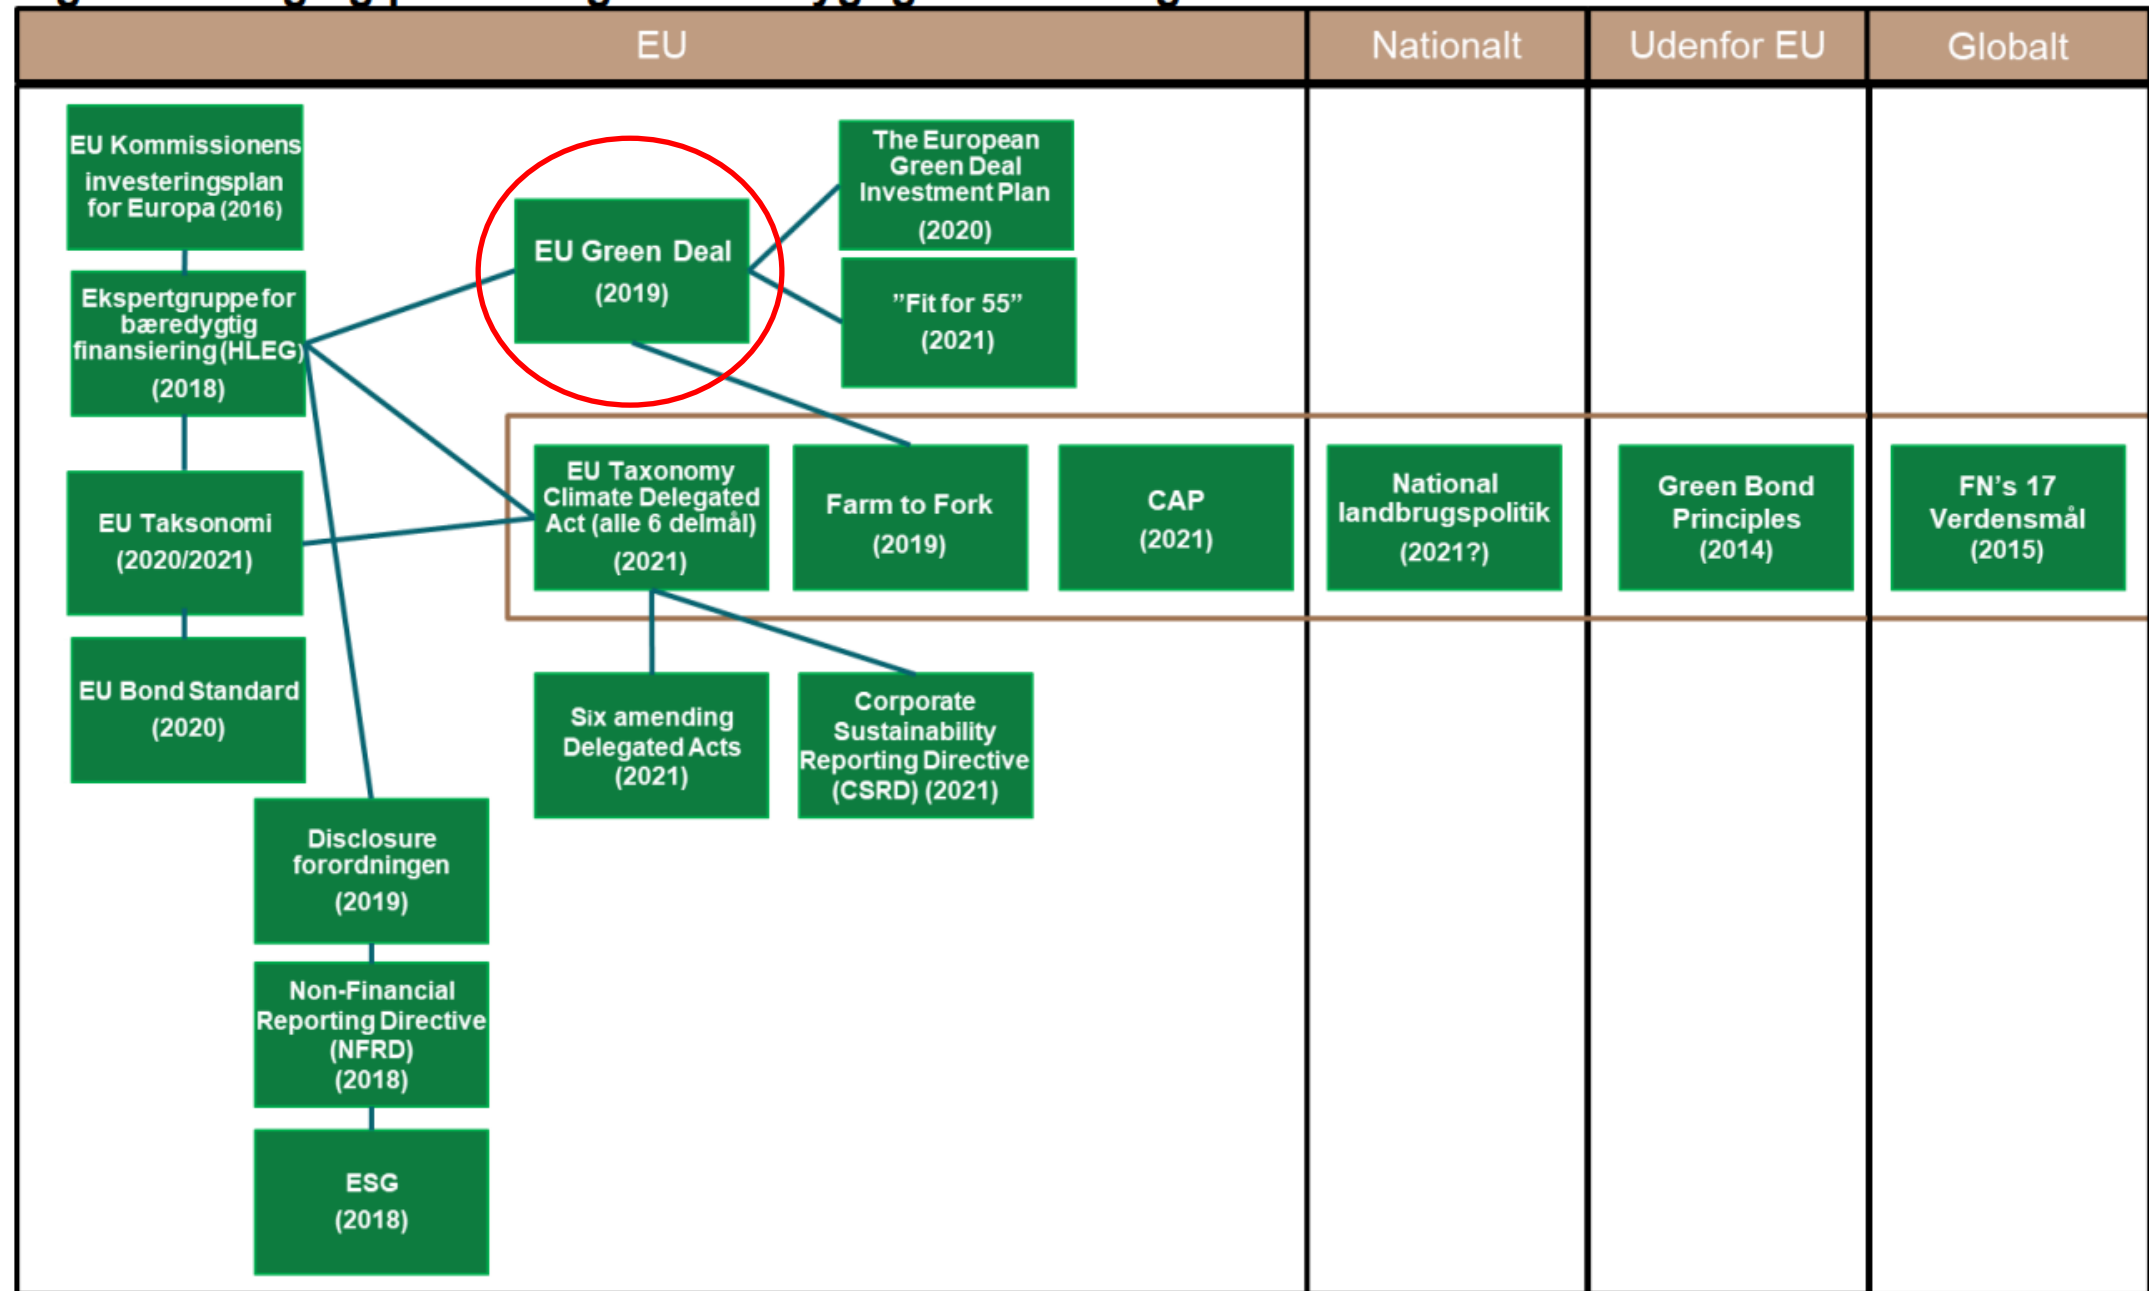 EU
Nationalt
Udenfor EU
Globalt
EU Kommissionens
investeringsplan
for Europa (2016)
Ekspertgruppe for
bæredygtig
finansiering (HLEG)
(2018)
EU Taksonomi
(2020/2021)
EU Bond Standard
(2020)
Disclosure
forordningen
(2019)
Non-Financial
Reporting Directive
(NFRD)
(2018)
ESG
(2018)
EU Green Deal
(2019)
The European
Green Deal
Investment Plan
(2020)
”Fit for 55”
(2021)
EU Taxonomy
Climate Delegated
Act (alle 6 delmål)
(2021)
Farm to Fork
(2019)
CAP
(2021)
National
landbrugspolitik
(2021?)
Green Bond
Principles
(2014)
FN’s 17
Verdensmål
(2015)
Six amending
Delegated Acts
(2021)
Corporate
Sustainability
Reporting Directive
(CSRD) (2021)